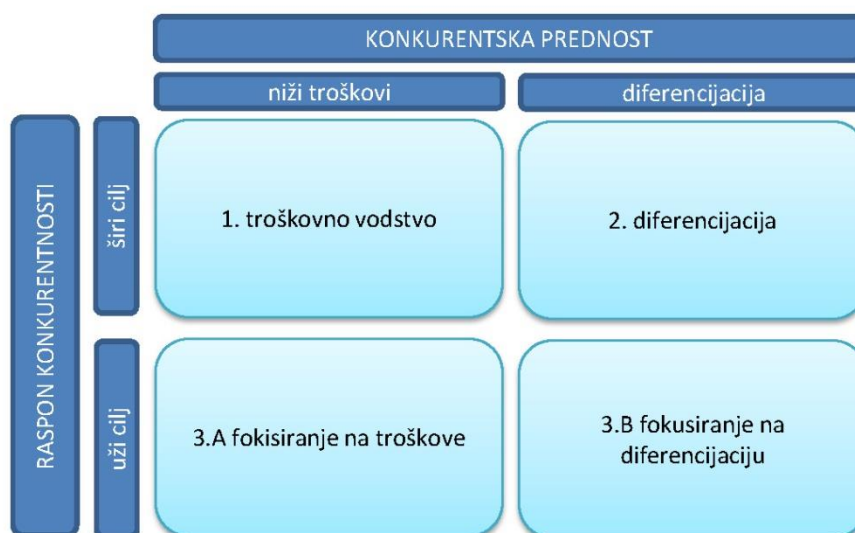 KONKURENTSKA PREDNOST
niži troškovi
diferencijacija
RASPON KONKURENTNOSTI
širi cilj
1. troškovno vodstvo
2. diferencijacija
uži cilj
3.A fokisiranje na troškove
3.B fokusiranje na
diferencijaciju